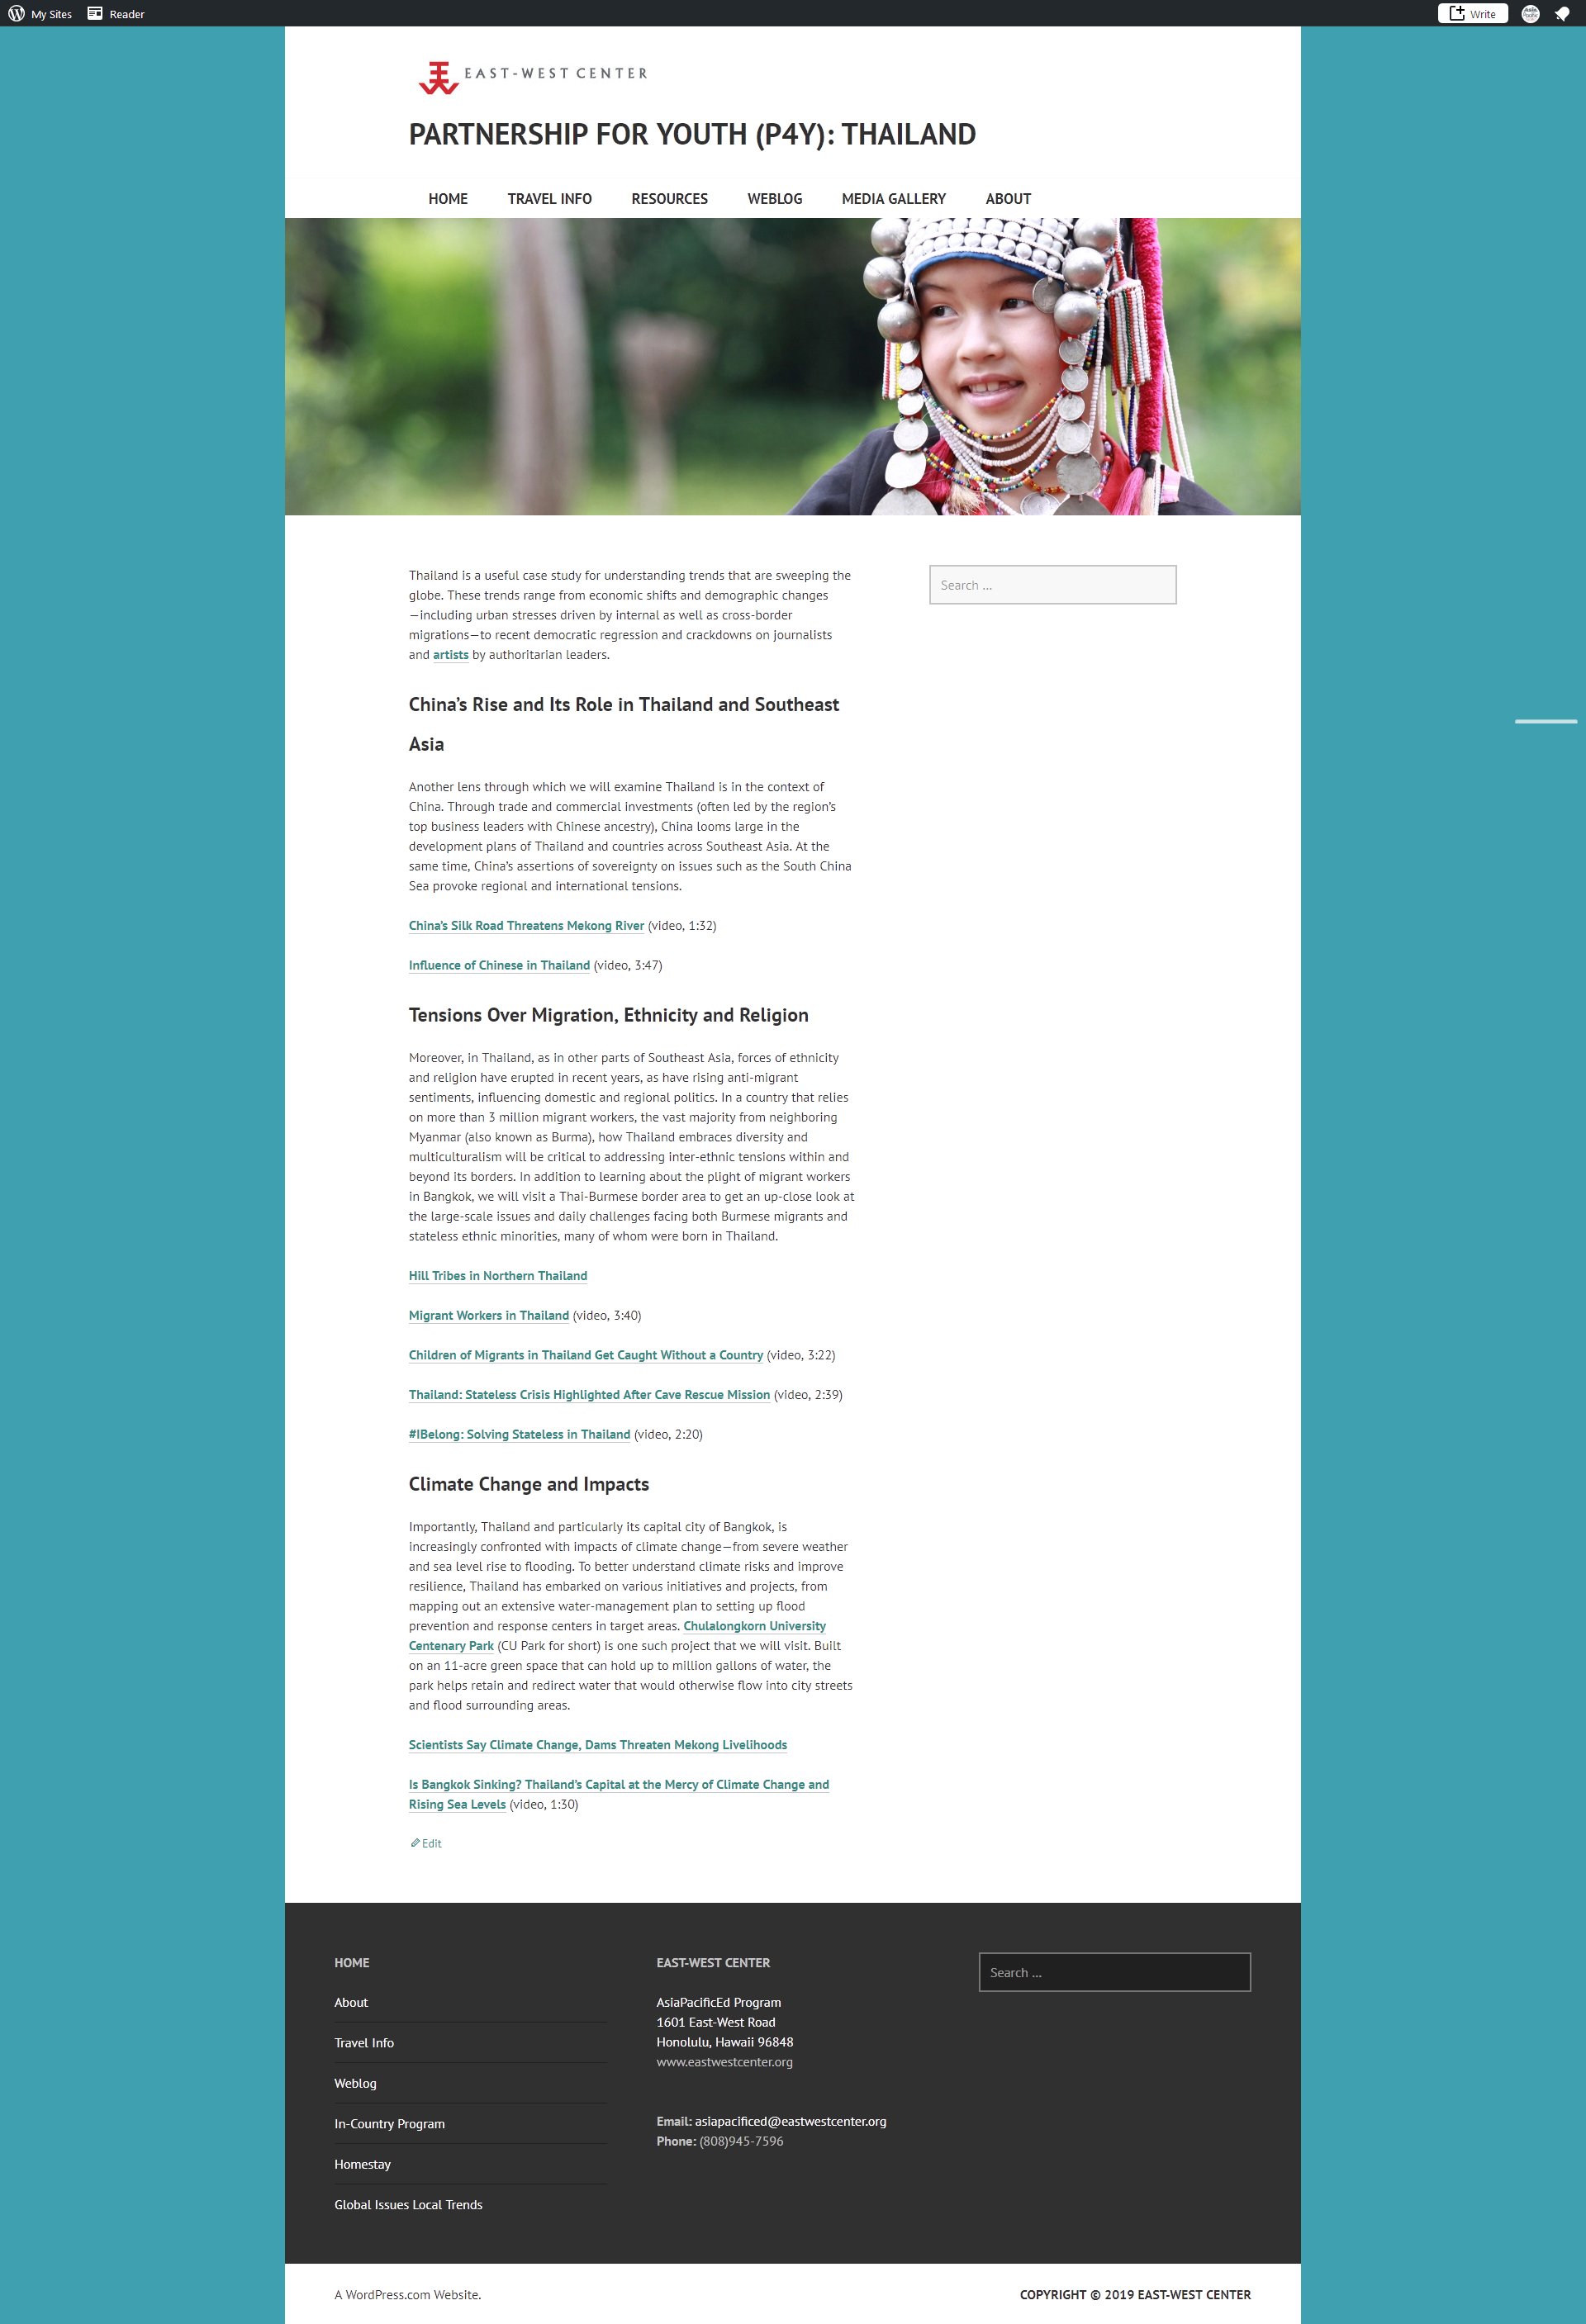 My Sites
Reader
Write
EAST-WEST CENTER
PARTNERSHIP FOR YOUTH (P4Y): THAILAND
HOME
TRAVEL INFO
RESOURCES
WEBLOG
MEDIA GALLERY
ABOUT
Thailand is a useful case study for understanding trends that are sweeping the
globe. These trends range from economic shifts and demographic changes
—including urban stresses driven by internal as well as cross-border
migrations—to recent democratic regression and crackdowns on journalists
and artists by authoritarian leaders.
Search …
China’s Rise and Its Role in Thailand and Southeast
Asia
Another lens through which we will examine Thailand is in the context of
China. Through trade and commercial investments (often led by the region’s
top business leaders with Chinese ancestry), China looms large in the
development plans of Thailand and countries across Southeast Asia. At the
same time, China’s assertions of sovereignty on issues such as the South China
Sea provoke regional and international tensions.
China’s Silk Road Threatens Mekong River (video, 1:32)
Influence of Chinese in Thailand (video, 3:47)
Tensions Over Migration, Ethnicity and Religion
Moreover, in Thailand, as in other parts of Southeast Asia, forces of ethnicity
and religion have erupted in recent years, as have rising anti-migrant
sentiments, influencing domestic and regional politics. In a country that relies
on more than 3 million migrant workers, the vast majority from neighboring
Myanmar (also known as Burma), how Thailand embraces diversity and
multiculturalism will be critical to addressing inter-ethnic tensions within and
beyond its borders. In addition to learning about the plight of migrant workers
in Bangkok, we will visit a Thai-Burmese border area to get an up-close look at
the large-scale issues and daily challenges facing both Burmese migrants and
stateless ethnic minorities, many of whom were born in Thailand.
Hill Tribes in Northern Thailand
Migrant Workers in Thailand (video, 3:40)
Children of Migrants in Thailand Get Caught Without a Country (video, 3:22)
Thailand: Stateless Crisis Highlighted After Cave Rescue Mission (video, 2:39)
#IBelong: Solving Stateless in Thailand (video, 2:20)
Climate Change and Impacts
Importantly, Thailand and particularly its capital city of Bangkok, is
increasingly confronted with impacts of climate change—from severe weather
and sea level rise to flooding. To better understand climate risks and improve
resilience, Thailand has embarked on various initiatives and projects, from
mapping out an extensive water-management plan to setting up flood
prevention and response centers in target areas. Chulalongkorn University
Centenary Park (CU Park for short) is one such project that we will visit. Built
on an 11-acre green space that can hold up to million gallons of water, the
park helps retain and redirect water that would otherwise flow into city streets
and flood surrounding areas.
Scientists Say Climate Change, Dams Threaten Mekong Livelihoods
Is Bangkok Sinking? Thailand’s Capital at the Mercy of Climate Change and
Rising Sea Levels (video, 1:30)
Edit
HOME
About
Travel Info
Weblog
In-Country Program
Homestay
Global Issues Local Trends
EAST-WEST CENTER
AsiaPacificEd Program
1601 East-West Road
Honolulu, Hawaii 96848
www.eastwestcenter.org
Email: asiapacificed@eastwestcenter.org
Phone: (808)945-7596
Search …
A WordPress.com Website.
COPYRIGHT © 2019 EAST-WEST CENTER